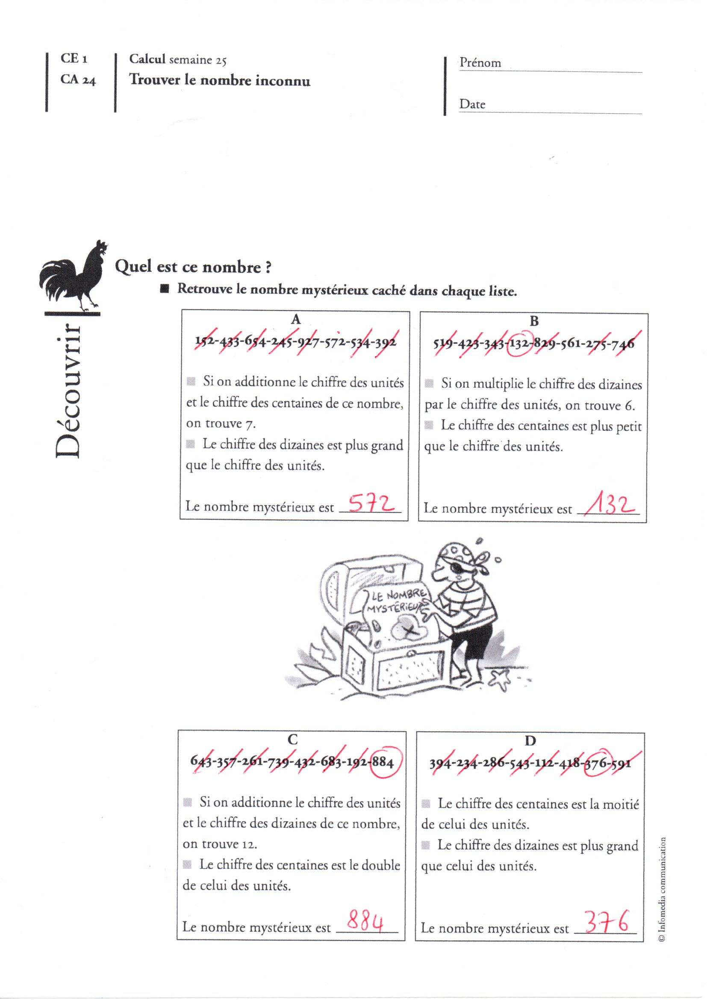 CE 1
CA 24
Calcul semaine 25
Trouver le nombre inconnu
Prénom
Date
Découvrir
Quel est ce nombre ?
Retrouve le nombre mystérieux caché dans chaque liste.
A
152-433-654-245-927-572-534-392
Si on additionne le chiffre des unités
et le chiffre des centaines de ce nombre,
on trouve 7.
Le chiffre des dizaines est plus grand
que le chiffre des unités.
Le nombre mystérieux est 572
B
519-423-343-132-829-561-275-746
Si on multiplie le chiffre des dizaines
par le chiffre des unités, on trouve 6.
Le chiffre des centaines est plus petit
que le chiffre des unités.
Le nombre mystérieux est 132
LE NOMBRE
MYSTÉRIEUX
C
643-357-261-739-432-683-192-884
Si on additionne le chiffre des unités
et le chiffre des dizaines de ce nombre,
on trouve 12.
Le chiffre des centaines est le double
de celui des unités.
Le nombre mystérieux est 884
D
394-234-286-543-112-418-376-591
Le chiffre des centaines est la moitié
de celui des unités.
Le chiffre des dizaines est plus grand
que celui des unités.
Le nombre mystérieux est 376
© Infomedia communication